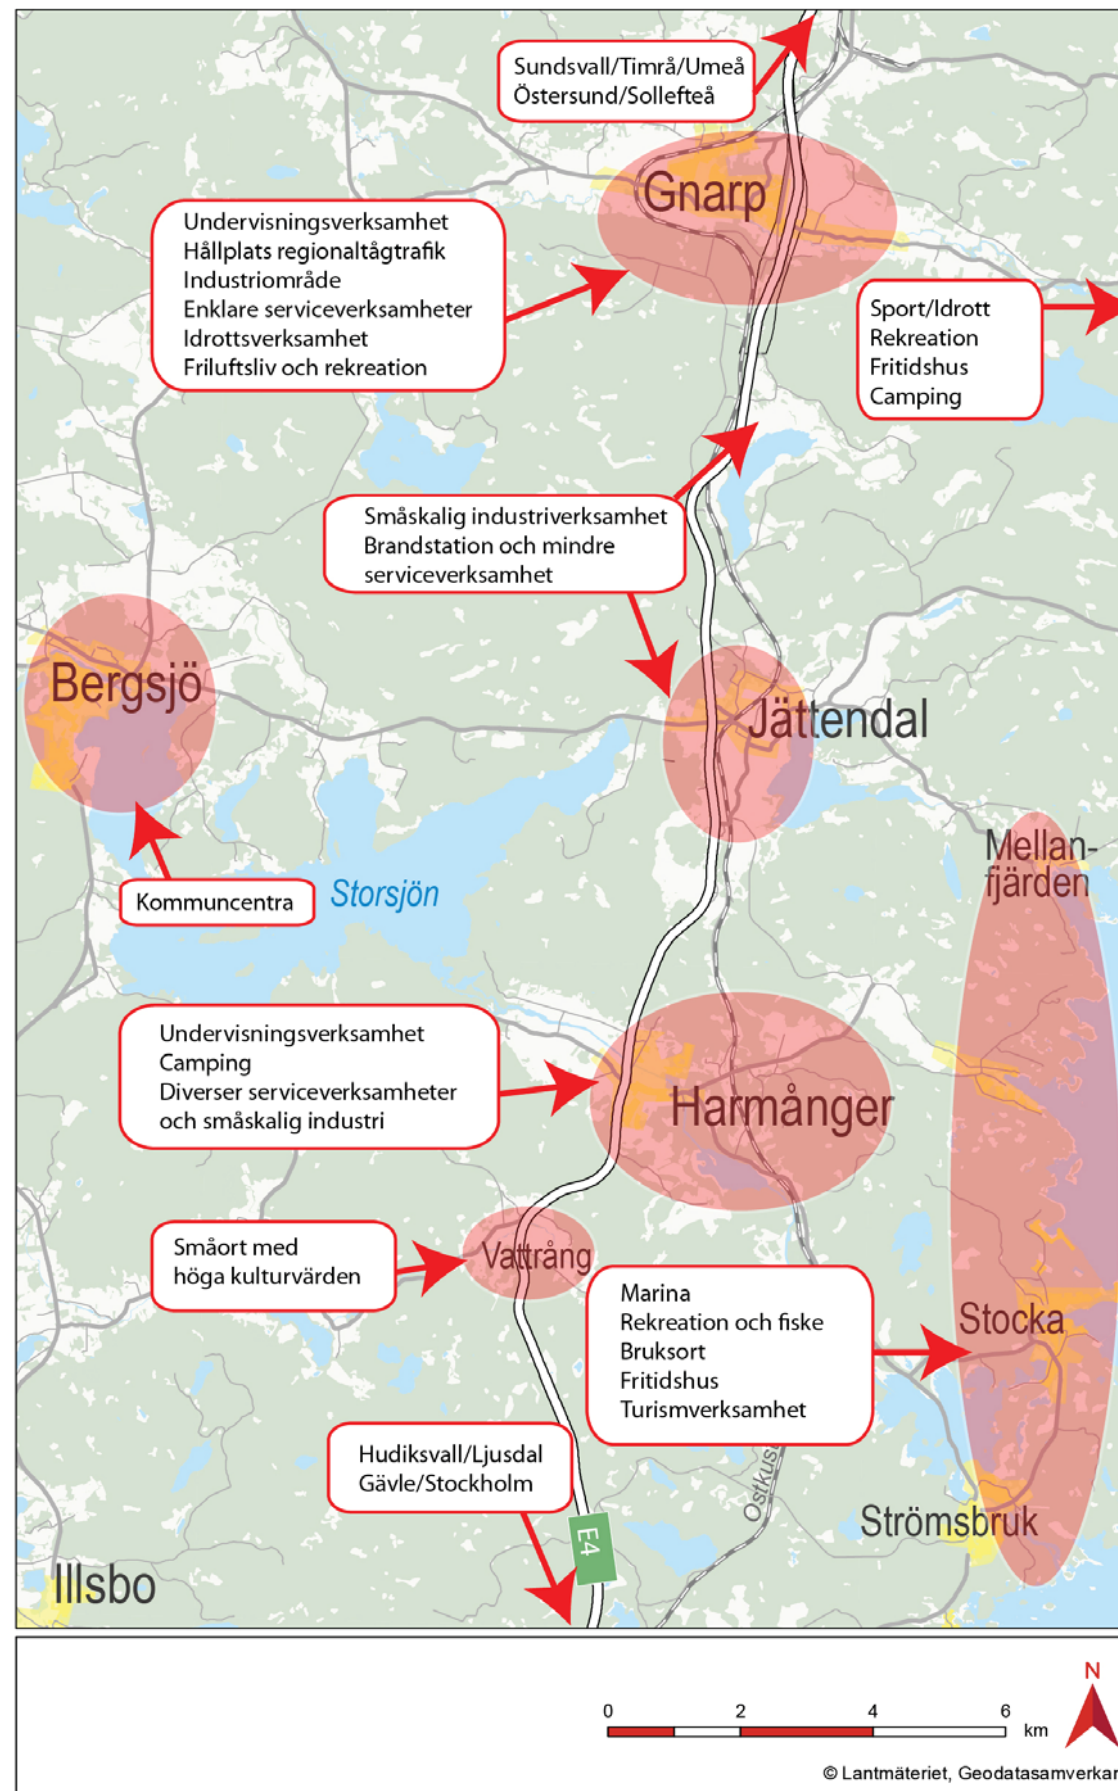 Sundsvall/Timrå/Umeå
Östersund/Sollefteå
Gnarp
Undervisningsverksamhet
Hållplats regionaltågtrafik
Industriområde
Enklare serviceverksamheter
Idrottsverksamhet
Friluftsliv och rekreation
Sport/Idrott
Rekreation
Fritidshus
Camping
Småskalig industriverksamhet
Brandstation och mindre
serviceverksamhet
Bergsjö
Jättendal
Mellan-
fjärden
Kommuncentra
Storsjön
Undervisningsverksamhet
Camping
Diverser serviceverksamheter
och småskalig industri
Harmånger
Småort med
höga kulturvärden
Vattrång
Marina
Rekreation och fiske
Bruksort
Fritidshus
Turismverksamhet
Stocka
Hudiksvall/Ljusdal
Gävle/Stockholm
E4
Strömsbruk
Illsbo
N
0 2 4 6
km
© Lantmäteriet, Geodatasamverkan